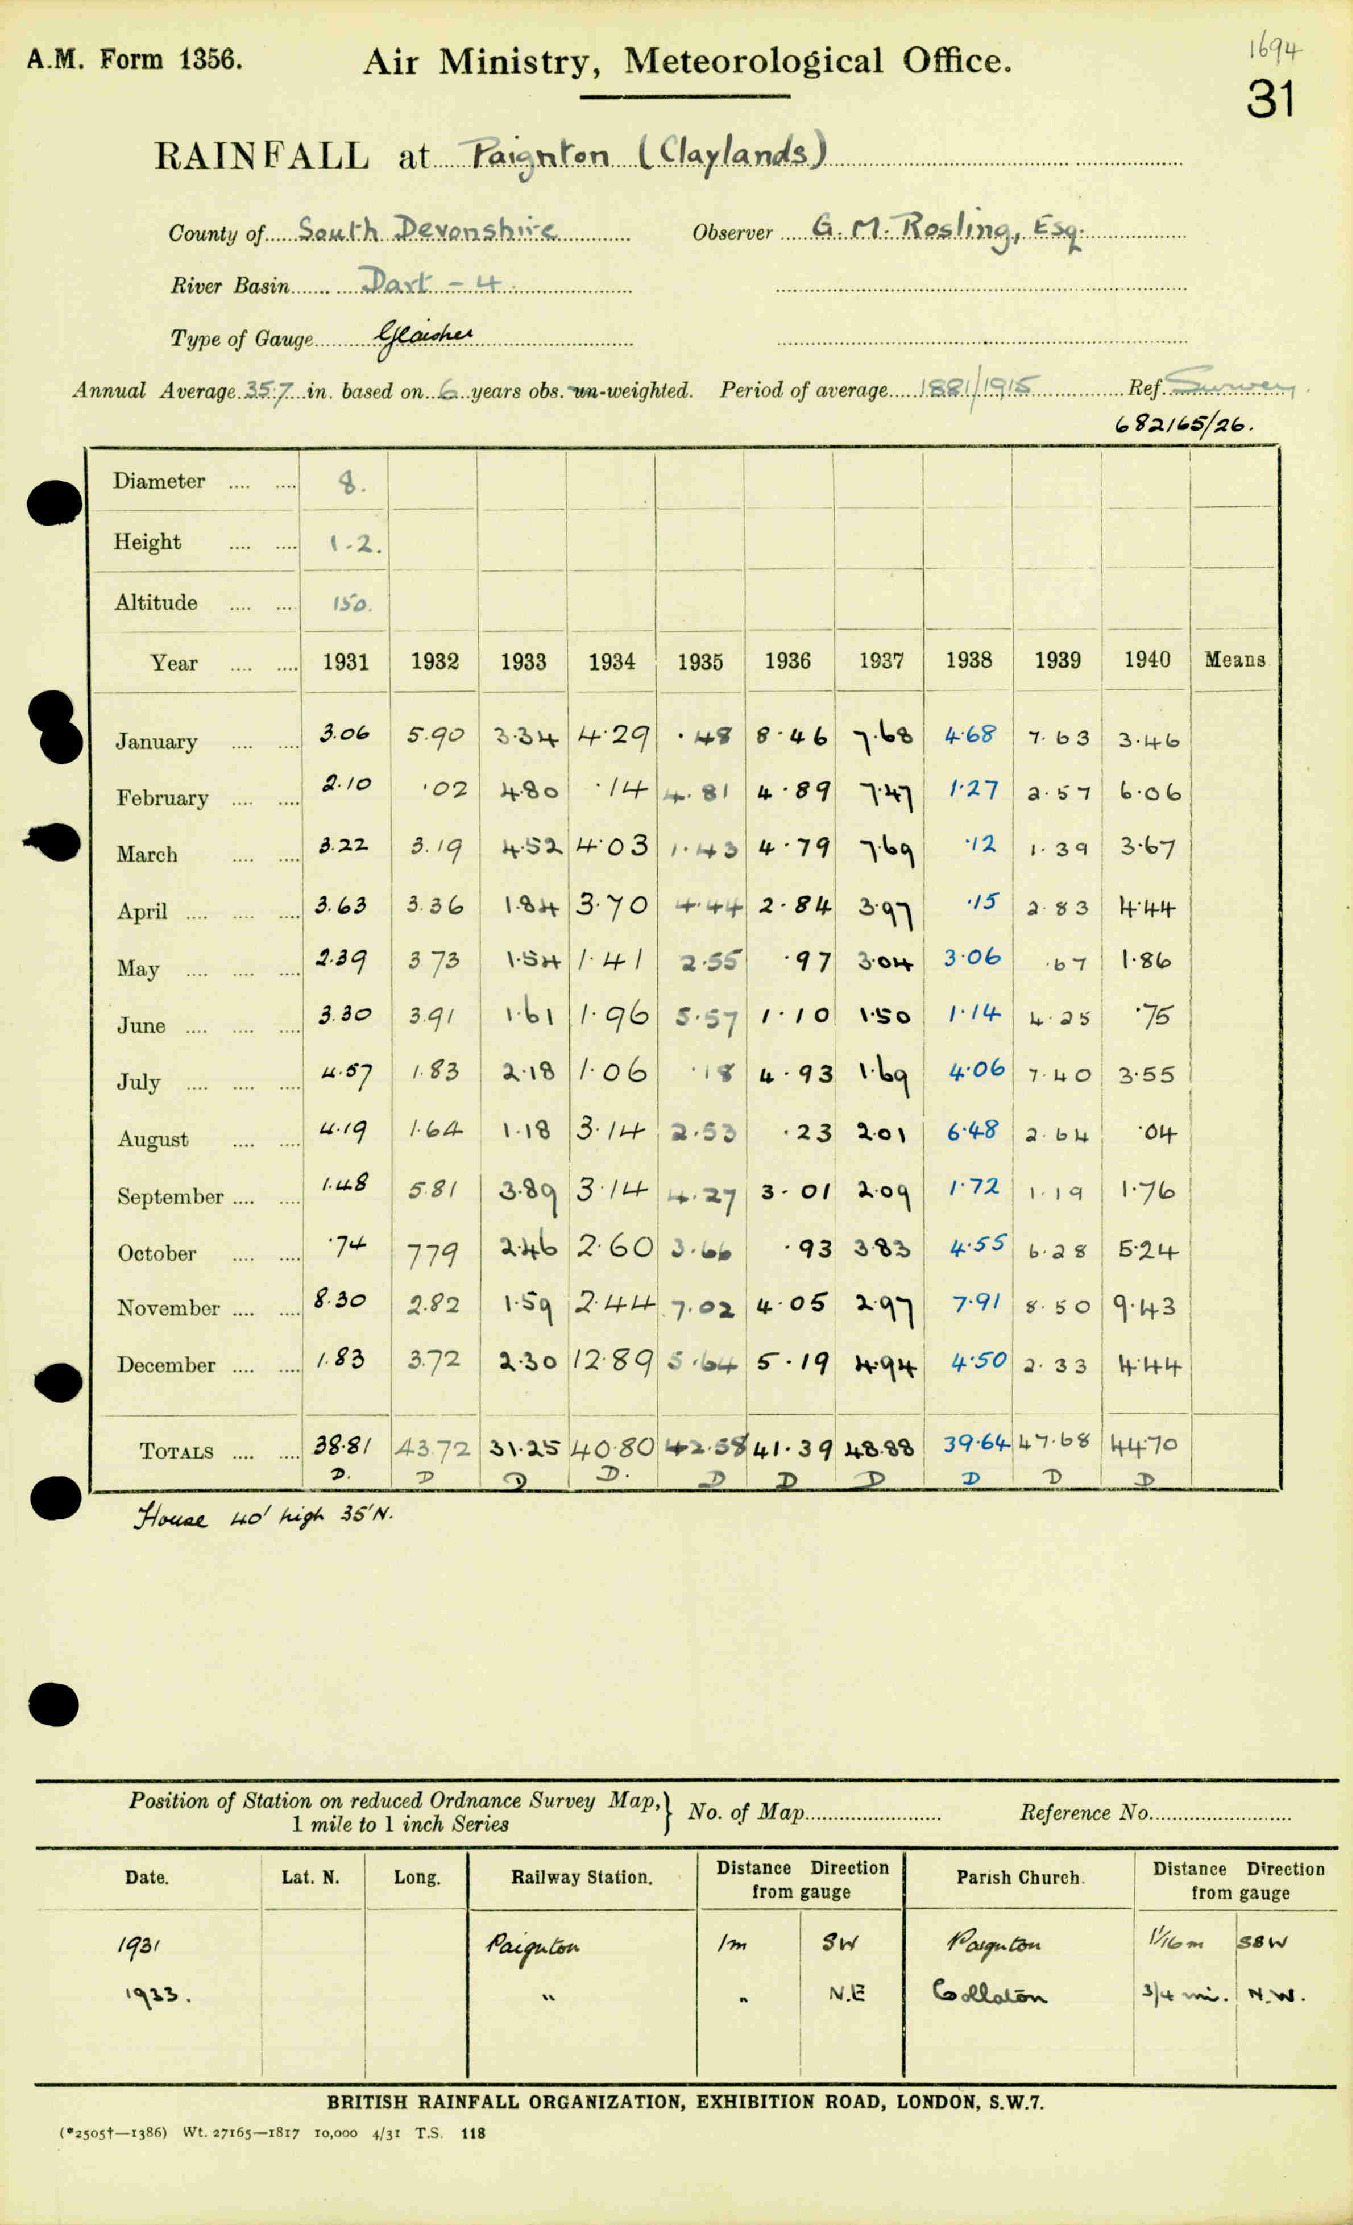 1694
A.M. Form 1356. Air Ministry, Meteorological Office.
31
RAINFALL at Paignton (Claylands)
County of South Devonshire Observer G. M. Rosling, Esq.
River Basin Dart - 4
Type of Gauge Glaisher
Annual Average 35.7 in. based on 6 years obs. un-weighted. Period of average 1881/1915 Ref. Survey
682165/26.
Diameter 8.
Height 1.2.
Altitude 150.
Year 1931 1932 1933 1934 1935 1936 1937 1938 1939 1940 Means
January 3.06 5.90 3.34 4.29 .48 8.46 7.68 4.68 7.63 3.46
February 2.10 .02 4.80 .14 4.81 4.89 7.47 1.27 2.57 6.06
March 3.22 3.19 4.52 4.03 1.43 4.79 7.69 .12 1.39 3.67
April 3.63 3.36 1.84 3.70 4.44 2.84 3.97 .15 2.83 4.44
May 2.39 3 73 1.54 1.41 2.55 .97 3.04 3.06 .67 1.86
June 3.30 3.91 1.61 1.96 5.57 1.10 1.50 1.14 4.25 .75
July 4.57 1.83 2.18 1.06 .18 4.93 1.69 4.06 7.40 3.55
August 4.19 1.64 1.18 3.14 2.53 .23 2.01 6.48 2.64 .04
September 1.48 5.81 3.89 3.14 4.27 3.01 2.09 1.72 1.19 1.76
October .74 7 79 2.46 2.60 3.66 .93 3.83 4.55 6.28 5.24
November 8.30 2.82 1.59 2.44 7.02 4.05 2.97 7.91 8.50 9.43
December 1.83 3.72 2.30 12.89 5.64 5.19 4.94 4.50 2.33 4.44
TOTALS 38.81 43.72 31.25 40.80 42.58 41.39 48.88 39.64 47.68 44.70
D. D D D. D D D D D D
House 40' high 35' N.
Position of Station on reduced Ordnance Survey Map, 1 mile to 1 inch Series } No. of Map Reference No.
Date. Lat. N. Long. Railway Station. Distance Direction from gauge Parish Church. Distance Direction from gauge
1931 Paignton 1m SW Paignton 1 1/16 m SSW
1933. " " N.E Collaton 3/4 mi. N.W.
BRITISH RAINFALL ORGANIZATION, EXHIBITION ROAD, LONDON, S.W.7.
(*2505†—1386) Wt. 27165—1817 10,000 4/31 T.S. 118